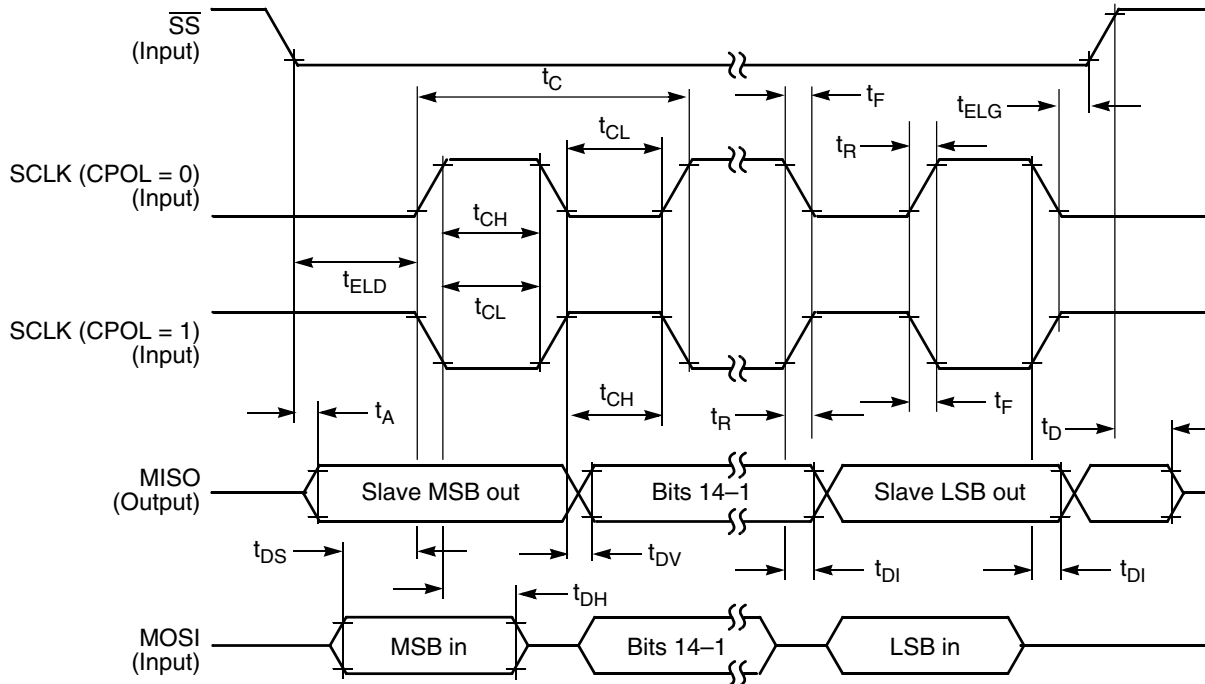 SS
(Input)
tC
tF
tELG
tCL
tR
SCLK (CPOL = 0)
(Input)
tCH
tELD
tCL
SCLK (CPOL = 1)
(Input)
tA
tCH
tR
tF
tD
MISO
(Output)
Slave MSB out
Bits 14–1
Slave LSB out
tDS
tDV
tDI
tDI
tDH
MOSI
(Input)
MSB in
Bits 14–1
LSB in